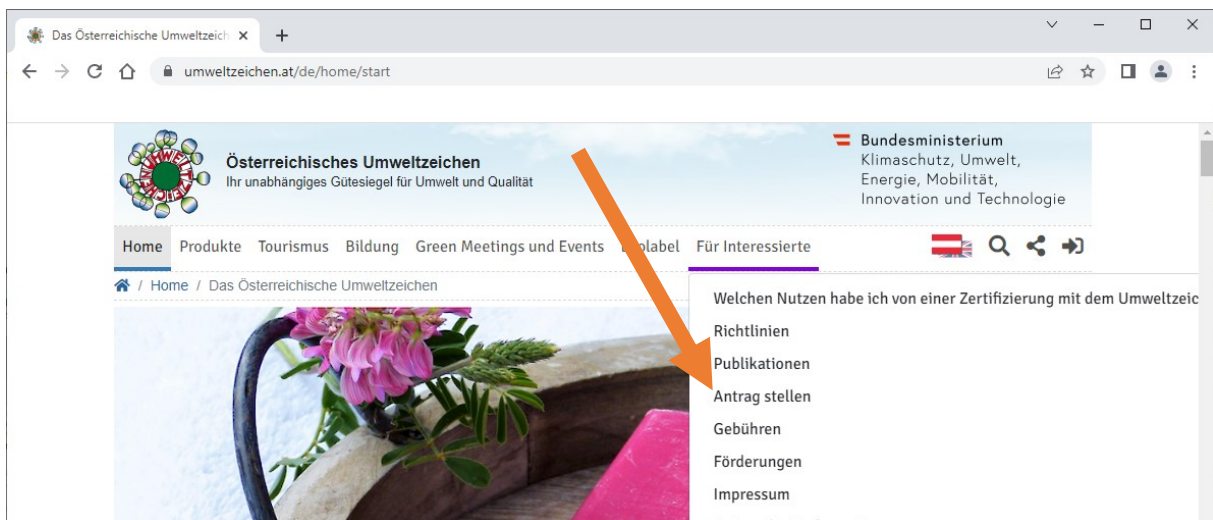 Das Österreichische Umweltzeich
umweltzeichen.at/de/home/start
UMWELTZEICHEN
Österreichisches Umweltzeichen
Ihr unabhängiges Gütesiegel für Umwelt und Qualität
Bundesministerium
Klimaschutz, Umwelt,
Energie, Mobilität,
Innovation und Technologie
Home Produkte Tourismus Bildung Green Meetings und Events Für Interessierte
/ Home / Das Österreichische Umweltzeichen
Welchen Nutzen habe ich von einer Zertifizierung mit dem Umweltzeic
Richtlinien
Publikationen
Antrag stellen
Gebühren
Förderungen
Impressum